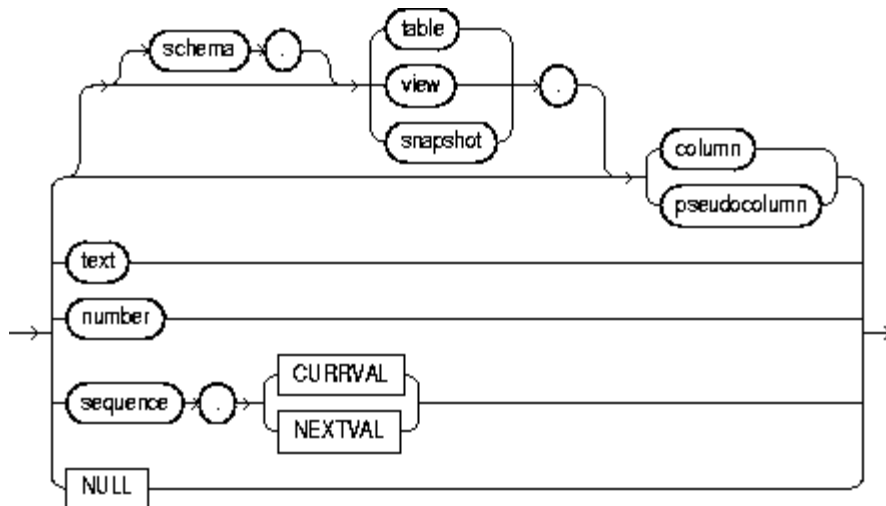 table
schema .
view .
snapshot
column
pseudocolumn
text
number
CURRVAL
sequence .
NEXTVAL
NULL